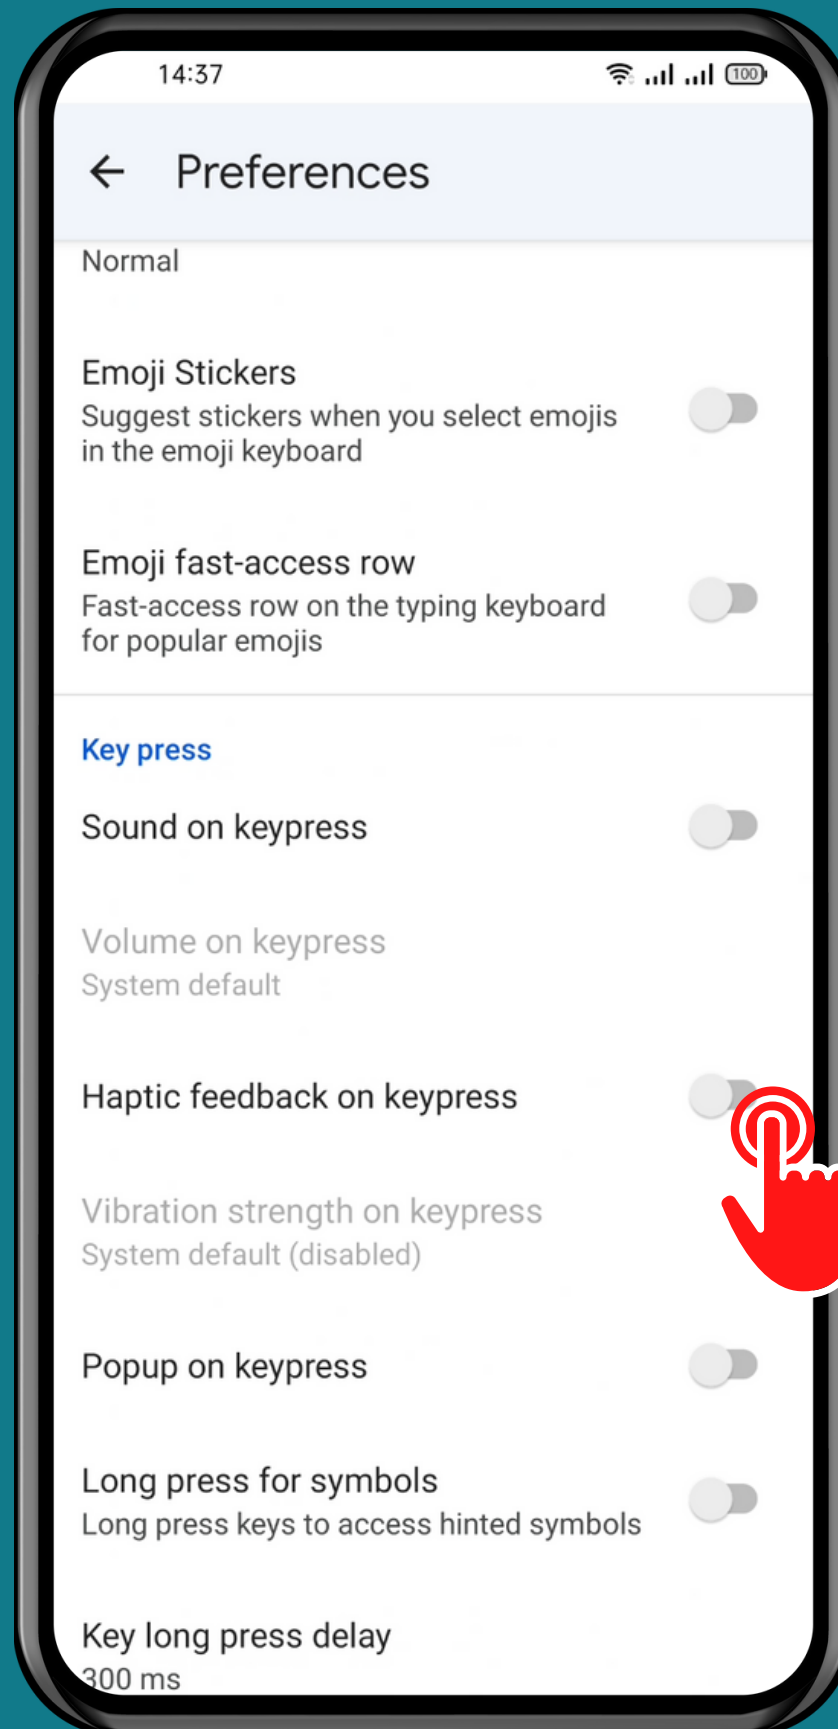 14:37
100
Preferences
Normal
Emoji Stickers
Suggest stickers when you select emojis
in the emoji keyboard
Emoji fast-access row
Fast-access row on the typing keyboard
for popular emojis
Key press
Sound on keypress
Volume on keypress
System default
Haptic feedback on keypress
Vibration strength on keypress
System default (disabled)
Popup on keypress
Long press for symbols
Long press keys to access hinted symbols
Key long press delay
300 ms